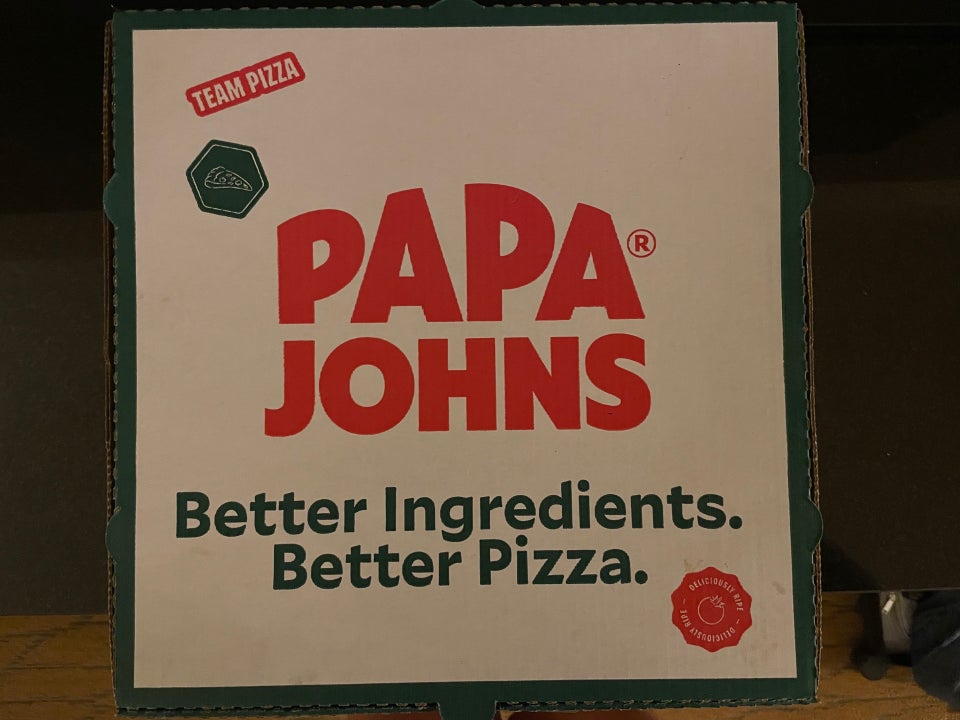 TEAM PIZZA
PAPA
JOHNS®
Better Ingredients.
Better Pizza.
DELICIOUSLY RIPE
DELICIOUSLY RIPE